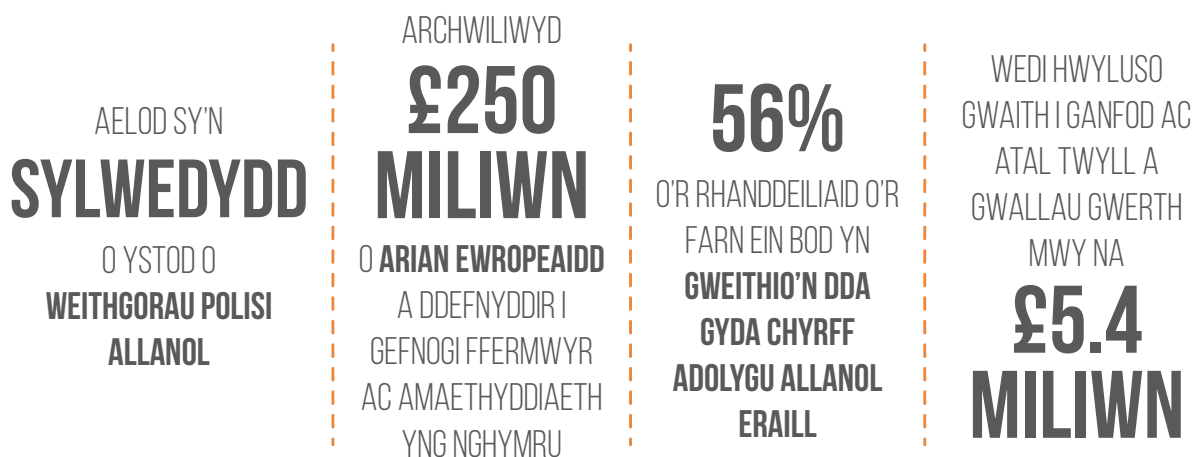 AELOD SY'N
SYLWEDYDD
O YSTOD O
WEITHGORAU POLISI
ALLANOL
ARCHWILIWYD
£250
MILIWN
O ARIAN EWROPEAIDD
A DDEFNYDDIR I
GEFNOGI FFERMWYR
AC AMAETHYDDIAETH
YNG NGHYMRU
56%
O'R RHANDDEILIAID O'R
FARN EIN BOD YN
GWEITHIO'N DDA
GYDA CHYRFF
ADOLYGU ALLANOL
ERAILL
WEDI HWYLUSO
GWAITH I GANFOD AC
ATAL TWYLL A
GWALLAU GWERTH
MWY NA
£5.4
MILIWN